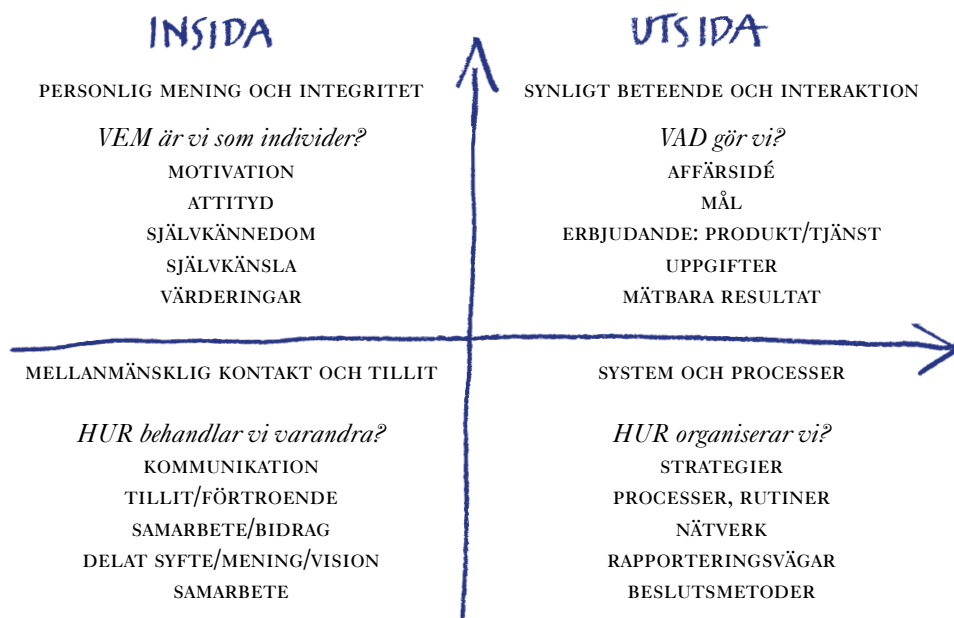 INSIDA
PERSONLIG MENING OCH INTEGRITET
VEM är vi som individer?
MOTIVATION
ATTITYD
SJÄLVKÄNNEDOM
SJÄLVKÄNSLA
VÄRDERINGAR
UTSIDA
SYNLIGT BETEENDE OCH INTERAKTION
VAD gör vi?
AFFÄRSIDÉ
MÅL
ERBJUDANDE: PRODUKT/TJÄNST
UPPGIFTER
MÄTBARA RESULTAT
MELLANMÄNSKLIG KONTAKT OCH TILLIT
HUR behandlar vi varandra?
KOMMUNIKATION
TILLIT/FÖRTROENDE
SAMARBETE/BIDRAG
DELAT SYFTE/MENING/VISION
SAMARBETE
SYSTEM OCH PROCESSER
HUR organiserar vi?
STRATEGIER
PROCESSER, RUTINER
NÄTVERK
RAPPORTERINGSVÄGAR
BESLUTSMETODER